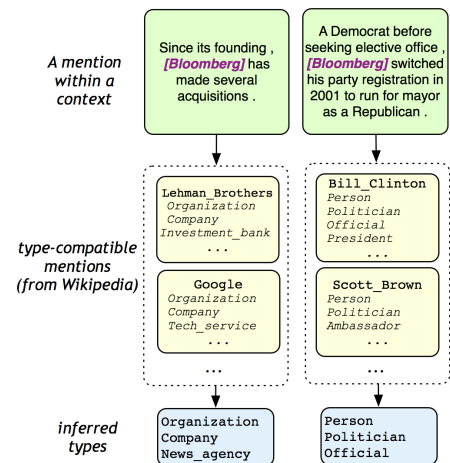 A mention
within a
context
Since its founding ,
[Bloomberg] has
made several
acquisitions .
A Democrat before
seeking elective office ,
[Bloomberg] switched
his party registration in
2001 to run for mayor
as a Republican .
type-compatible
mentions
(from Wikipedia)
Lehman_Brothers
Organization
Company
Investment_bank
...
Google
Organization
Company
Tech_service
...
...
Bill_Clinton
Person
Politician
Official
President
...
Scott_Brown
Person
Politician
Ambassador
...
...
inferred
types
Organization
Company
News_agency
Person
Politician
Official